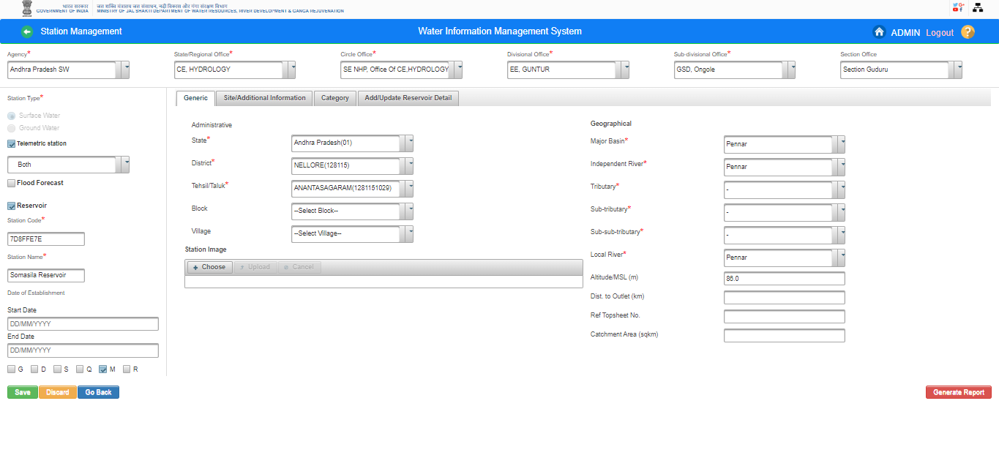 भारत सरकार
GOVERNMENT OF INDIA
जल शक्ति मंत्रालय जल संसाधन, नदी विकास और गंगा संरक्षण विभाग
MINISTRY OF JAL SHAKTI DEPARTMENT OF WATER RESOURCES, RIVER DEVELOPMENT & GANGA REJUVENATION
Station Management
Water Information Management System
ADMIN Logout ?
Agency* State/Regional Office* Circle Office* Divisional Office* Sub-divisional Office* Section Office
Andhra Pradesh SW CE, HYDROLOGY SE NHP, Office Of CE,HYDROLOGY EE, GUNTUR GSD, Ongole Section Guduru
Station Type*
Surface Water
Ground Water
Telemetric station
Both
Flood Forecast
Reservoir
Station Code*
7D8FFE7E
Station Name*
Somasila Reservoir
Date of Establishment
Start Date
DD/MM/YYYY
End Date
DD/MM/YYYY
G D S Q M R
Generic Site/Additional Information Category Add/Update Reservoir Detail
Administrative
State* Andhra Pradesh(01)
District* NELLORE(128115)
Tehsil/Taluk* ANANTASAGARAM(1281151029)
Block --Select Block--
Village --Select Village--
Station Image
+ Choose Upload Cancel
Geographical
Major Basin* Pennar
Independent River* Pennar
Tributary* -
Sub-tributary* -
Sub-sub-tributary* -
Local River* Pennar
Altitude/MSL (m) 86.0
Dist. to Outlet (km)
Ref Topsheet No.
Catchment Area (sqkm)
Save Discard Go Back
Generate Report